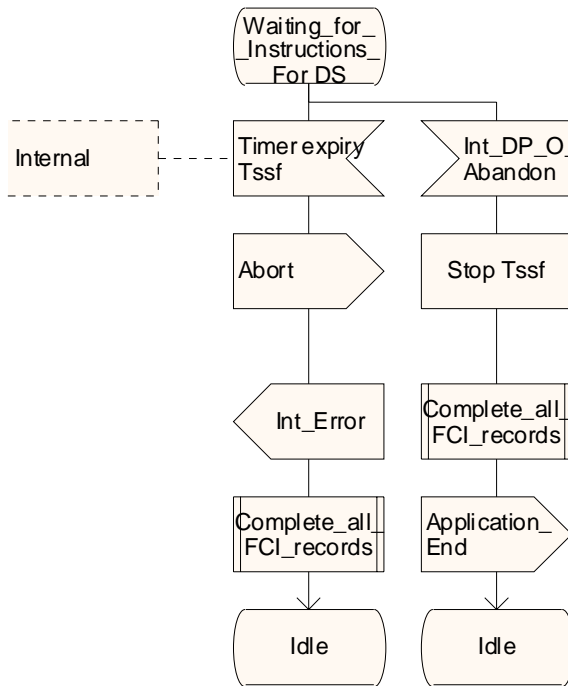 Waiting_for_
_Instructions_
For DS
Internal
Timer expiry
Tssf
Int_DP_O_
Abandon
Abort
Stop Tssf
Int_Error
Complete_all_
FCI_records
Complete_all_
FCI_records
Application_
End
Idle
Idle